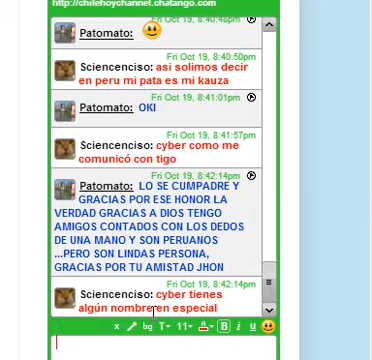 http://chilehoychannel.chatango.com
Fri Oct 19, 8:40:48pm
Patomato:
Fri Oct 19, 8:40:50pm
Sciencenciso: asi solimos decir
en peru mi pata es mi kauza
Fri Oct 19, 8:41:01pm
Patomato: OKI
Fri Oct 19, 8:41:57pm
Sciencenciso: cyber como me
comunicó con tigo
Fri Oct 19, 8:42:14pm
Patomato: LO SE CUMPADRE Y
GRACIAS POR ESE HONOR LA
VERDAD GRACIAS A DIOS TENGO
AMIGOS CONTADOS CON LOS DEDOS
DE UNA MANO Y SON PERUANOS
...PERO SON LINDAS PERSONA,
GRACIAS POR TU AMISTAD JHON
Fri Oct 19, 8:42:14pm
Sciencenciso: cyber tienes
algún nombre en especial
x bg T 11 A B i U